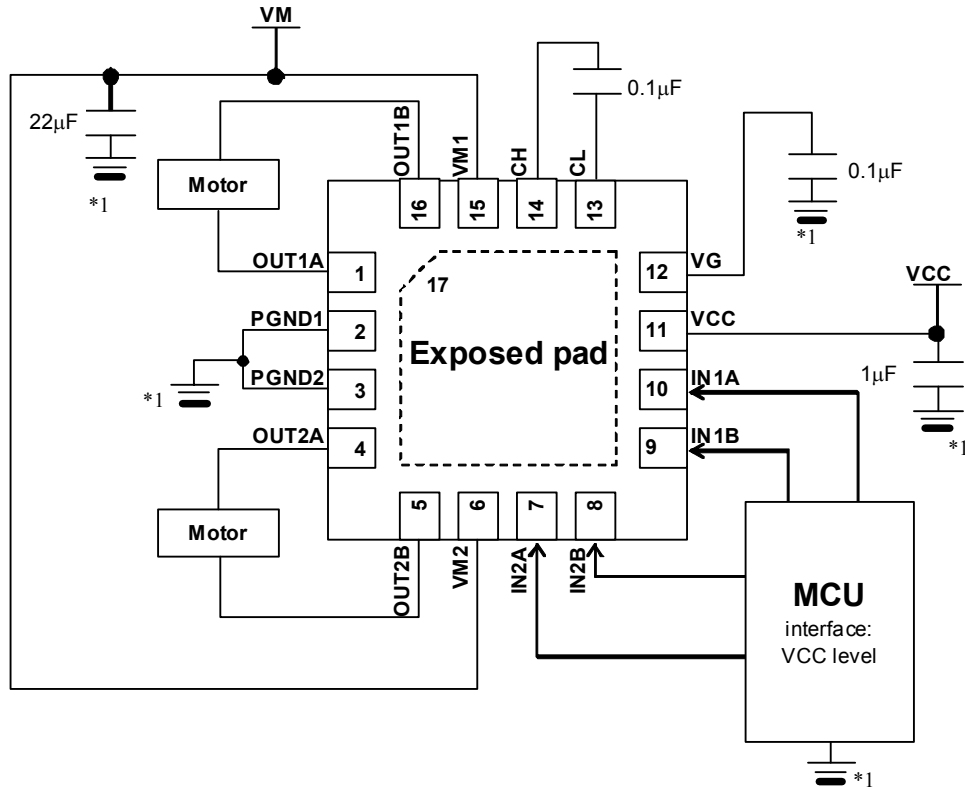 VM
22μF
*1
Motor
OUT1B
VM1
CH
CL
0.1μF
0.1μF
*1
16
15
14
13
OUT1A
1
17
12
VG
VCC
PGND1
2
Exposed pad
11
VCC
*1
PGND2
3
10
IN1A
1μF
*1
OUT2A
4
9
IN1B
Motor
5
6
7
8
OUT2B
VM2
IN2A
IN2B
MCU
interface:
VCC level
*1